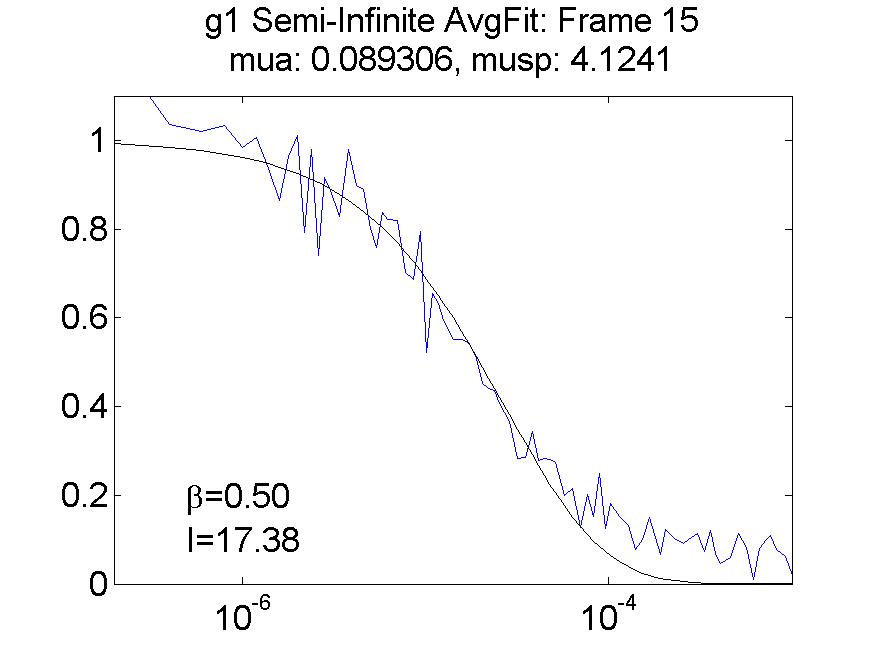 g1 Semi-Infinite AvgFit: Frame 15
mua: 0.089306, musp: 4.1241
1
0.8
0.6
0.4
0.2
0
β=0.50
I=17.38
10^-6
10^-4